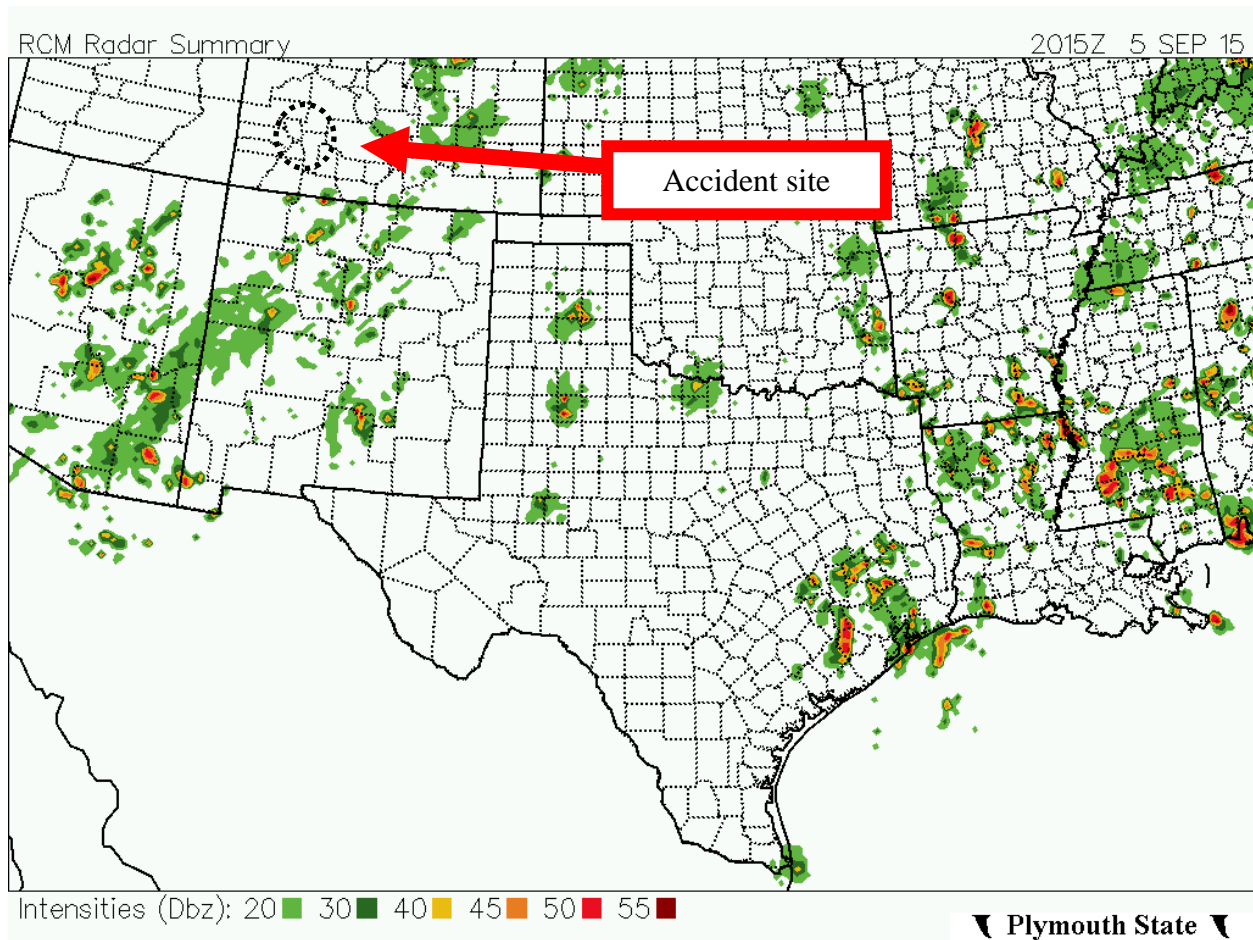 RCM Radar Summary
2015Z 5 SEP 15
Accident site
Intensities (Dbz): 20 30 40 45 50 55
Plymouth State